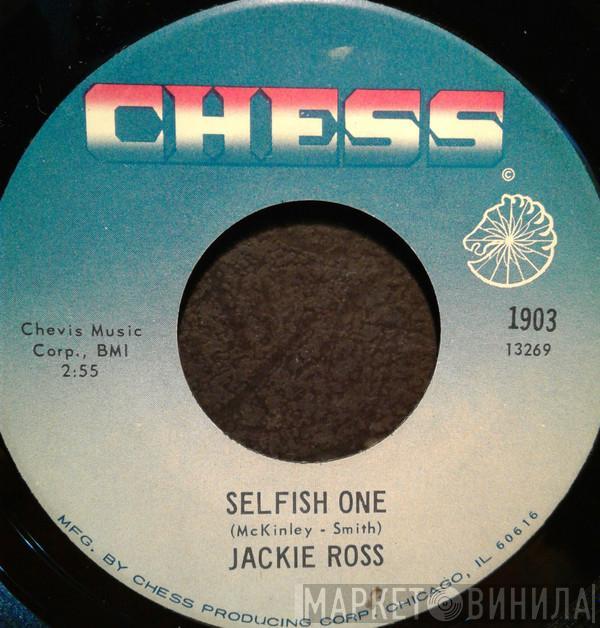 CHESS
©
Chevis Music
Corp., BMI
2:55
1903
13269
SELFISH ONE
(McKinley - Smith)
JACKIE ROSS
MFG. BY CHESS PRODUCING CORP., CHICAGO, IL 60616
МАРКЕТ ВИНИЛА